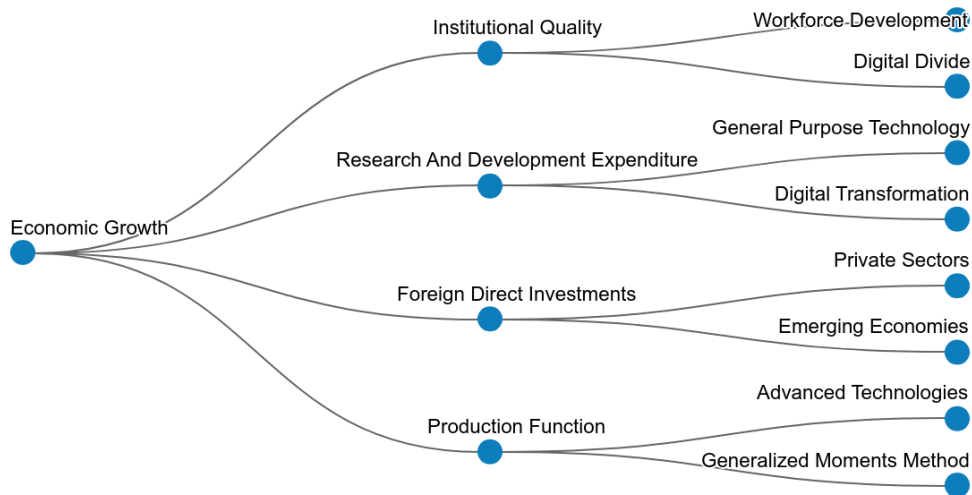 Economic Growth
Institutional Quality
Workforce Development
Digital Divide
Research And Development Expenditure
General Purpose Technology
Digital Transformation
Foreign Direct Investments
Private Sectors
Emerging Economies
Production Function
Advanced Technologies
Generalized Moments Method